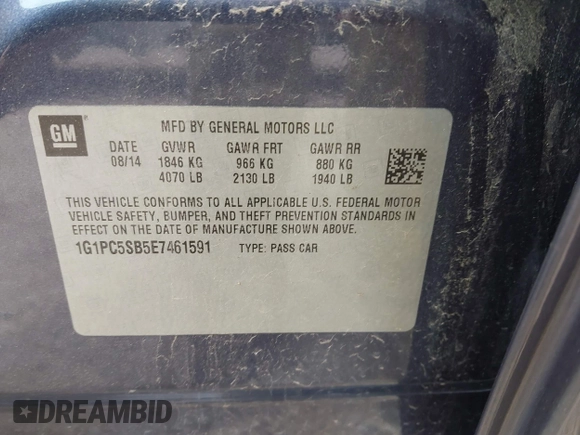 GM
MFD BY GENERAL MOTORS LLC
DATE GVWR GAWR FRT GAWR RR
08/14 1846 KG 966 KG 880 KG
4070 LB 2130 LB 1940 LB
THIS VEHICLE CONFORMS TO ALL APPLICABLE U.S. FEDERAL MOTOR
VEHICLE SAFETY, BUMPER, AND THEFT PREVENTION STANDARDS IN
EFFECT ON THE DATE OF MANUFACTURE SHOWN ABOVE.
1G1PC5SB5E7461591 TYPE: PASS CAR
DREAMBID